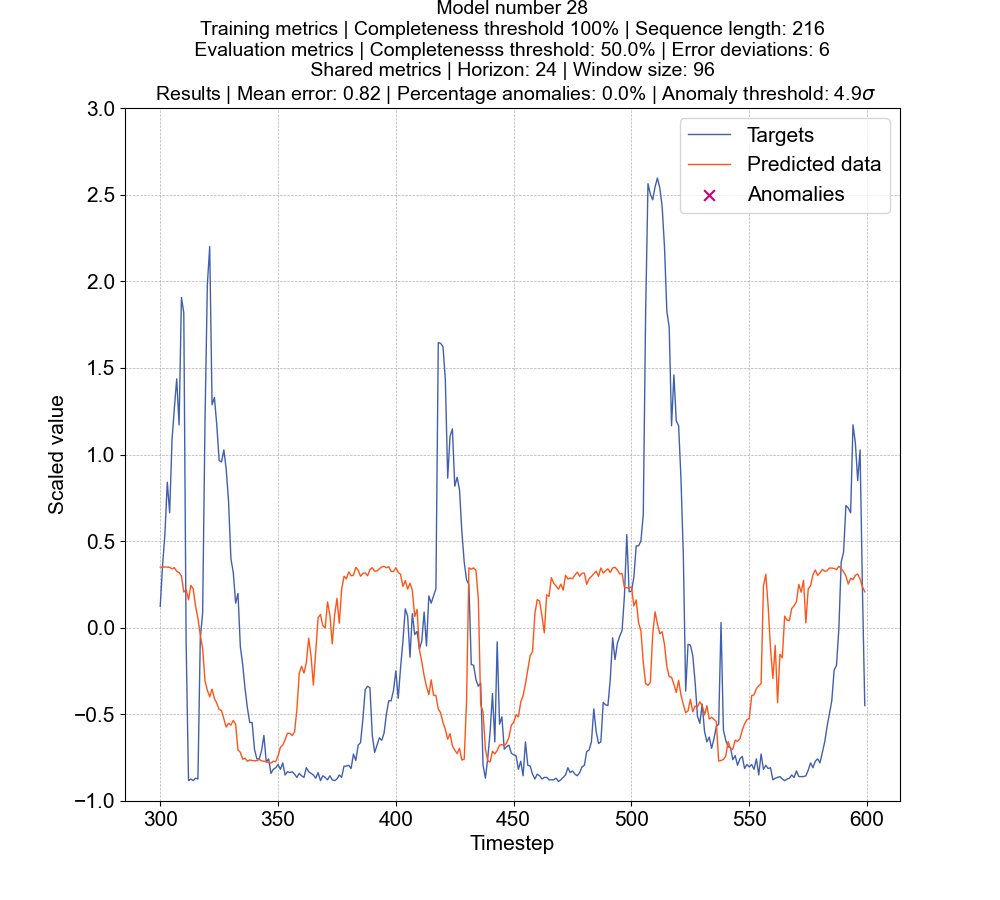 Model number 28
Training metrics | Completeness threshold 100% | Sequence length: 216
Evaluation metrics | Completenesss threshold: 50.0% | Error deviations: 6
Shared metrics | Horizon: 24 | Window size: 96
Results | Mean error: 0.82 | Percentage anomalies: 0.0% | Anomaly threshold: 4.9σ
Targets
Predicted data
Anomalies
Scaled value
3.0
2.5
2.0
1.5
1.0
0.5
0.0
−0.5
−1.0
300 350 400 450 500 550 600
Timestep